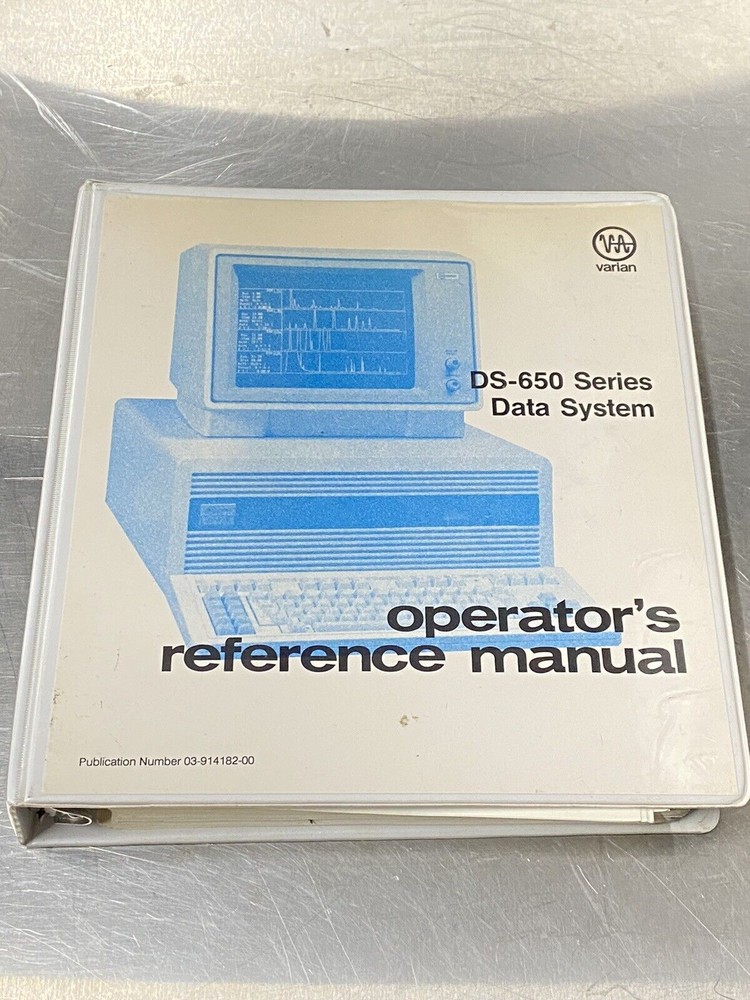 varian
DS-650 Series
Data System
operator's
reference manual
Publication Number 03-914182-00